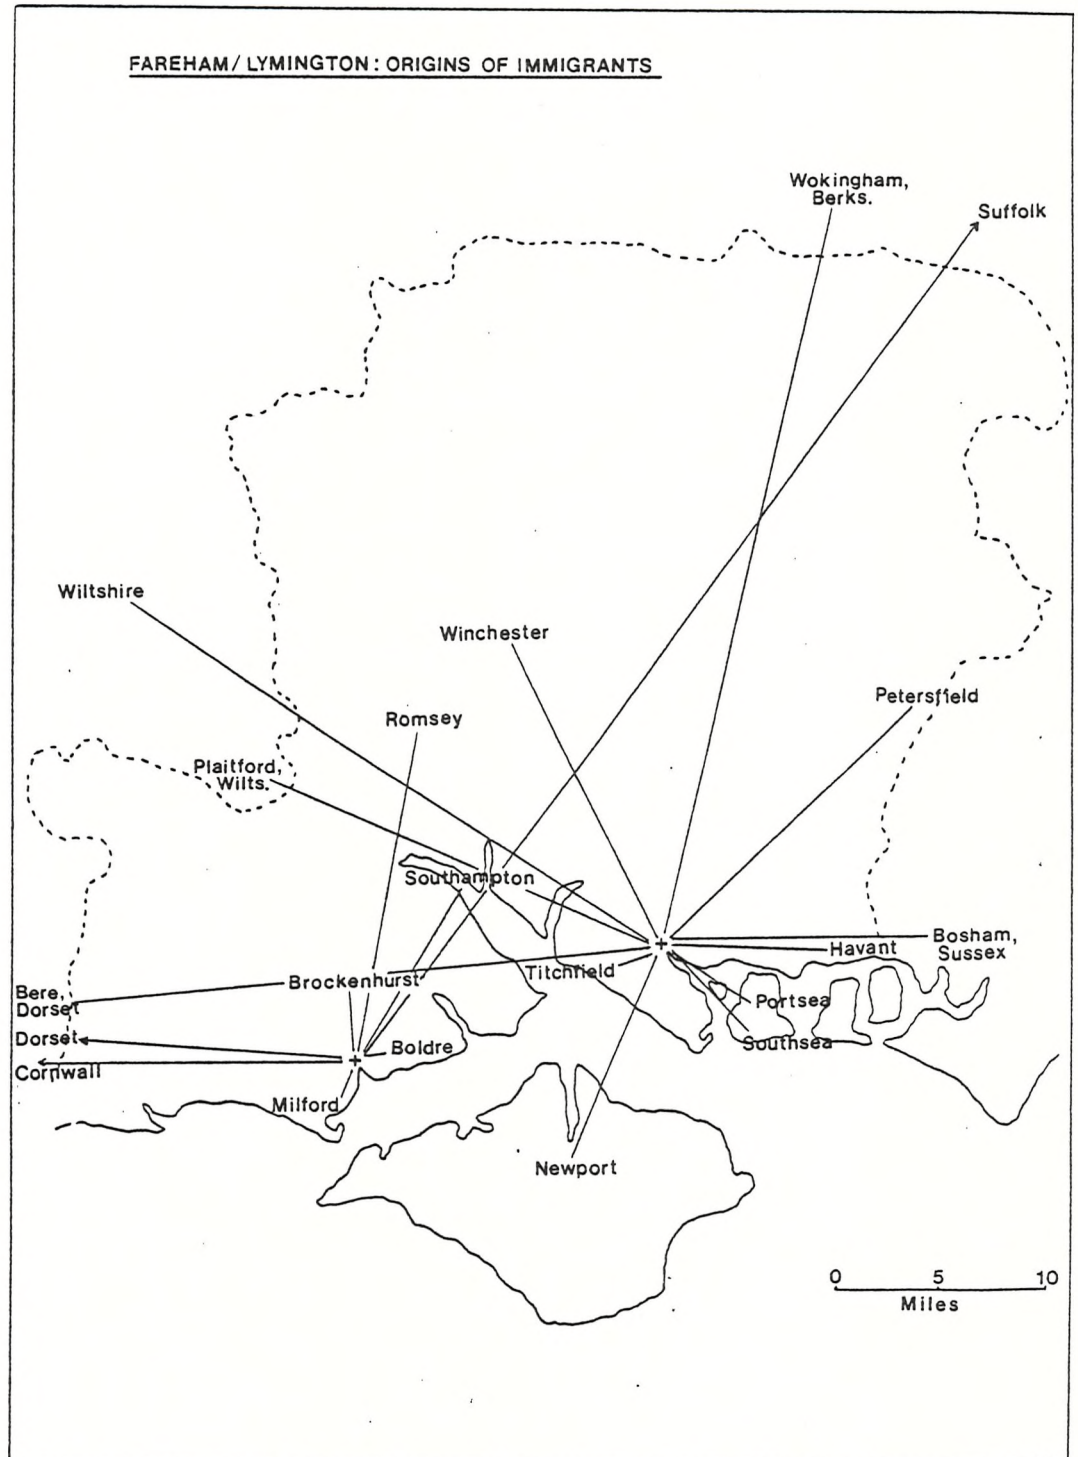 FAREHAM/LYMINGTON: ORIGINS OF IMMIGRANTS
Wokingham,
Berks.
Suffolk
Wiltshire
Winchester
Petersfield
Romsey
Plaitford,
Wilts.
Southampton
Bosham,
Sussex
Havant
Titchfield
Brockenhurst
Bere,
Dorset
Portsea
Dorset
Southsea
Boldre
Cornwall
Milford
Newport
0 5 10
Miles